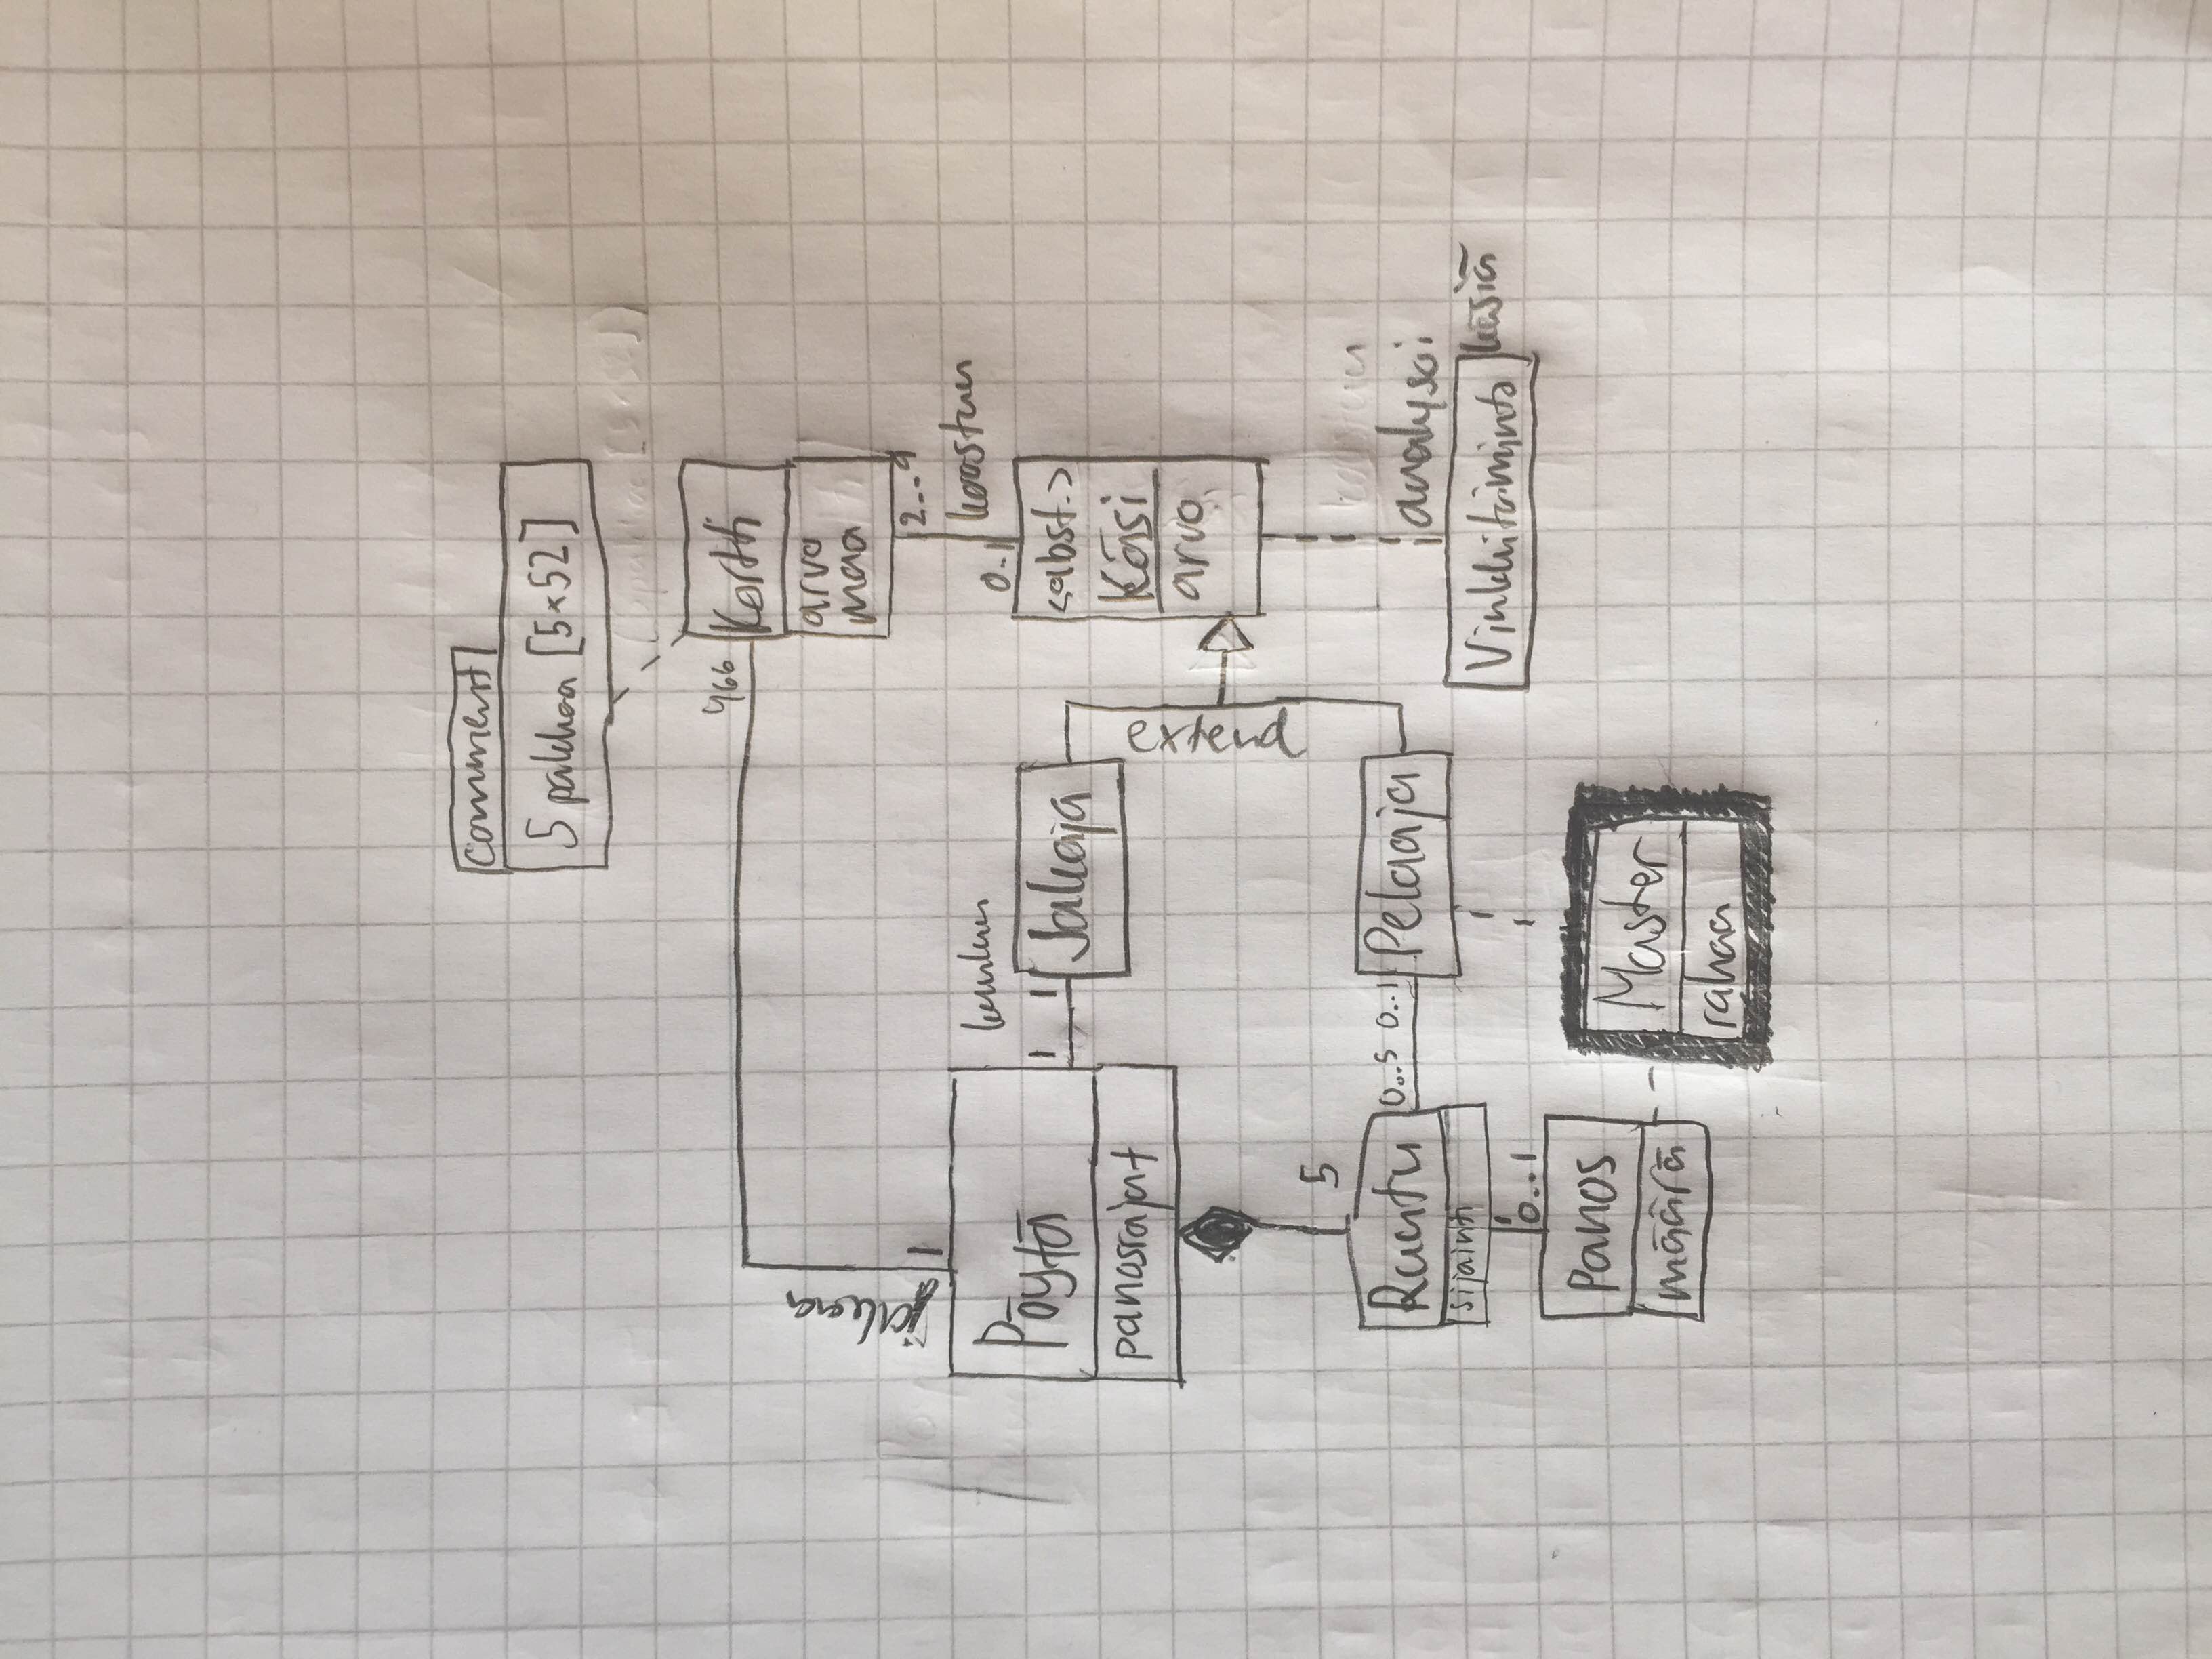 comment
5 pakkaa [5×52]
466
Kortti
arvo
maa
jakaa
1
2...9
koostuu
0..1
Pöytä
panosrajat
kuuluu
1
1
Jakaja
<abst.>
Käsi
arvo
extend
5
Ruutu
sijainti
0...5
0..1
Pelaaja
analysoi
käsiä
Vinkkitoiminto
0...1
Panos
määrä
Master
rahaa